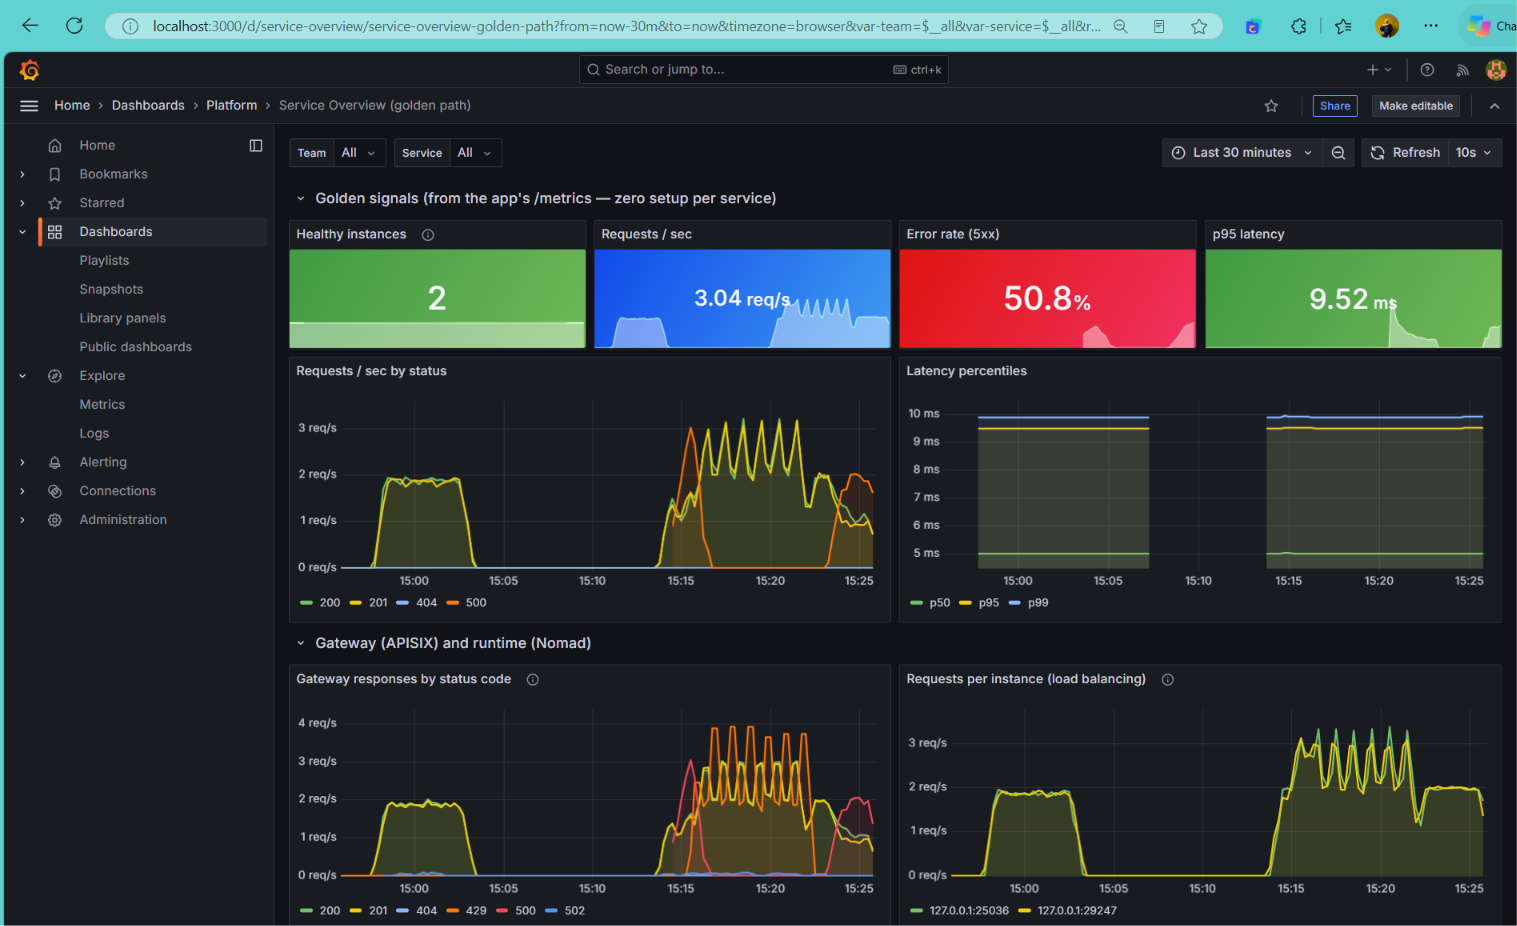 localhost:3000/d/service-overview/service-overview-golden-path?from=now-30m&to=now&timezone=browser&var-team=$__all&var-service=$__all&r...
Cha
Search or jump to...
ctrl+k
Home › Dashboards › Platform › Service Overview (golden path)
Share
Make editable
Home
Bookmarks
Starred
Dashboards
Playlists
Snapshots
Library panels
Public dashboards
Explore
Metrics
Logs
Alerting
Connections
Administration
Team All Service All
Last 30 minutes
Refresh 10s
Golden signals (from the app's /metrics — zero setup per service)
Healthy instances
2
Requests / sec
3.04 req/s
Error rate (5xx)
50.8%
p95 latency
9.52 ms
Requests / sec by status
3 req/s
2 req/s
1 req/s
0 req/s
15:00 15:05 15:10 15:15 15:20 15:25
200 201 404 500
Latency percentiles
10 ms
9 ms
8 ms
7 ms
6 ms
5 ms
15:00 15:05 15:10 15:15 15:20 15:25
p50 p95 p99
Gateway (APISIX) and runtime (Nomad)
Gateway responses by status code
4 req/s
3 req/s
2 req/s
1 req/s
0 req/s
15:00 15:05 15:10 15:15 15:20 15:25
200 201 404 429 500 502
Requests per instance (load balancing)
3 req/s
2 req/s
1 req/s
0 req/s
15:00 15:05 15:10 15:15 15:20 15:25
127.0.0.1:25036 127.0.0.1:29247